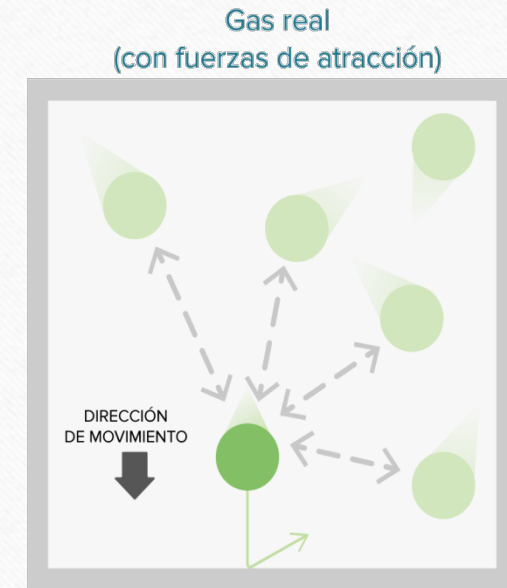 Gas real
(con fuerzas de atracción)
DIRECCIÓN
DE MOVIMIENTO